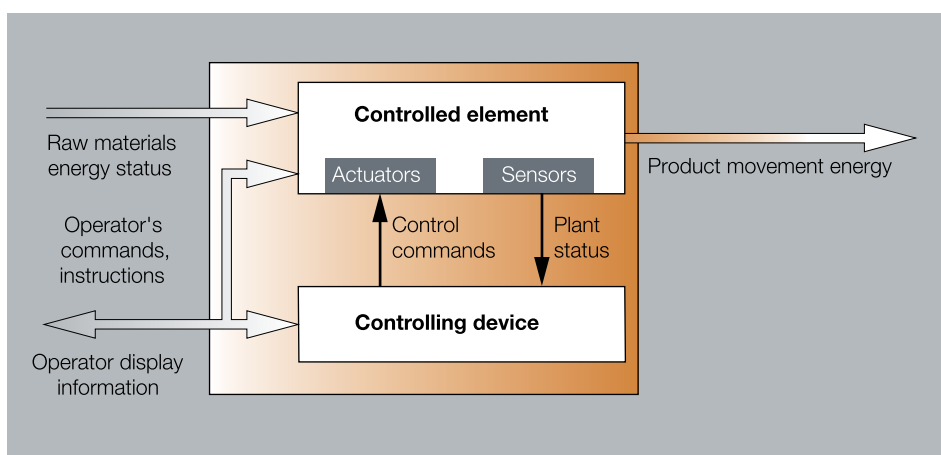 Controlled element
Raw materials
energy status
Actuators
Sensors
Product movement energy
Operator's
commands,
instructions
Control
commands
Plant
status
Controlling device
Operator display
information